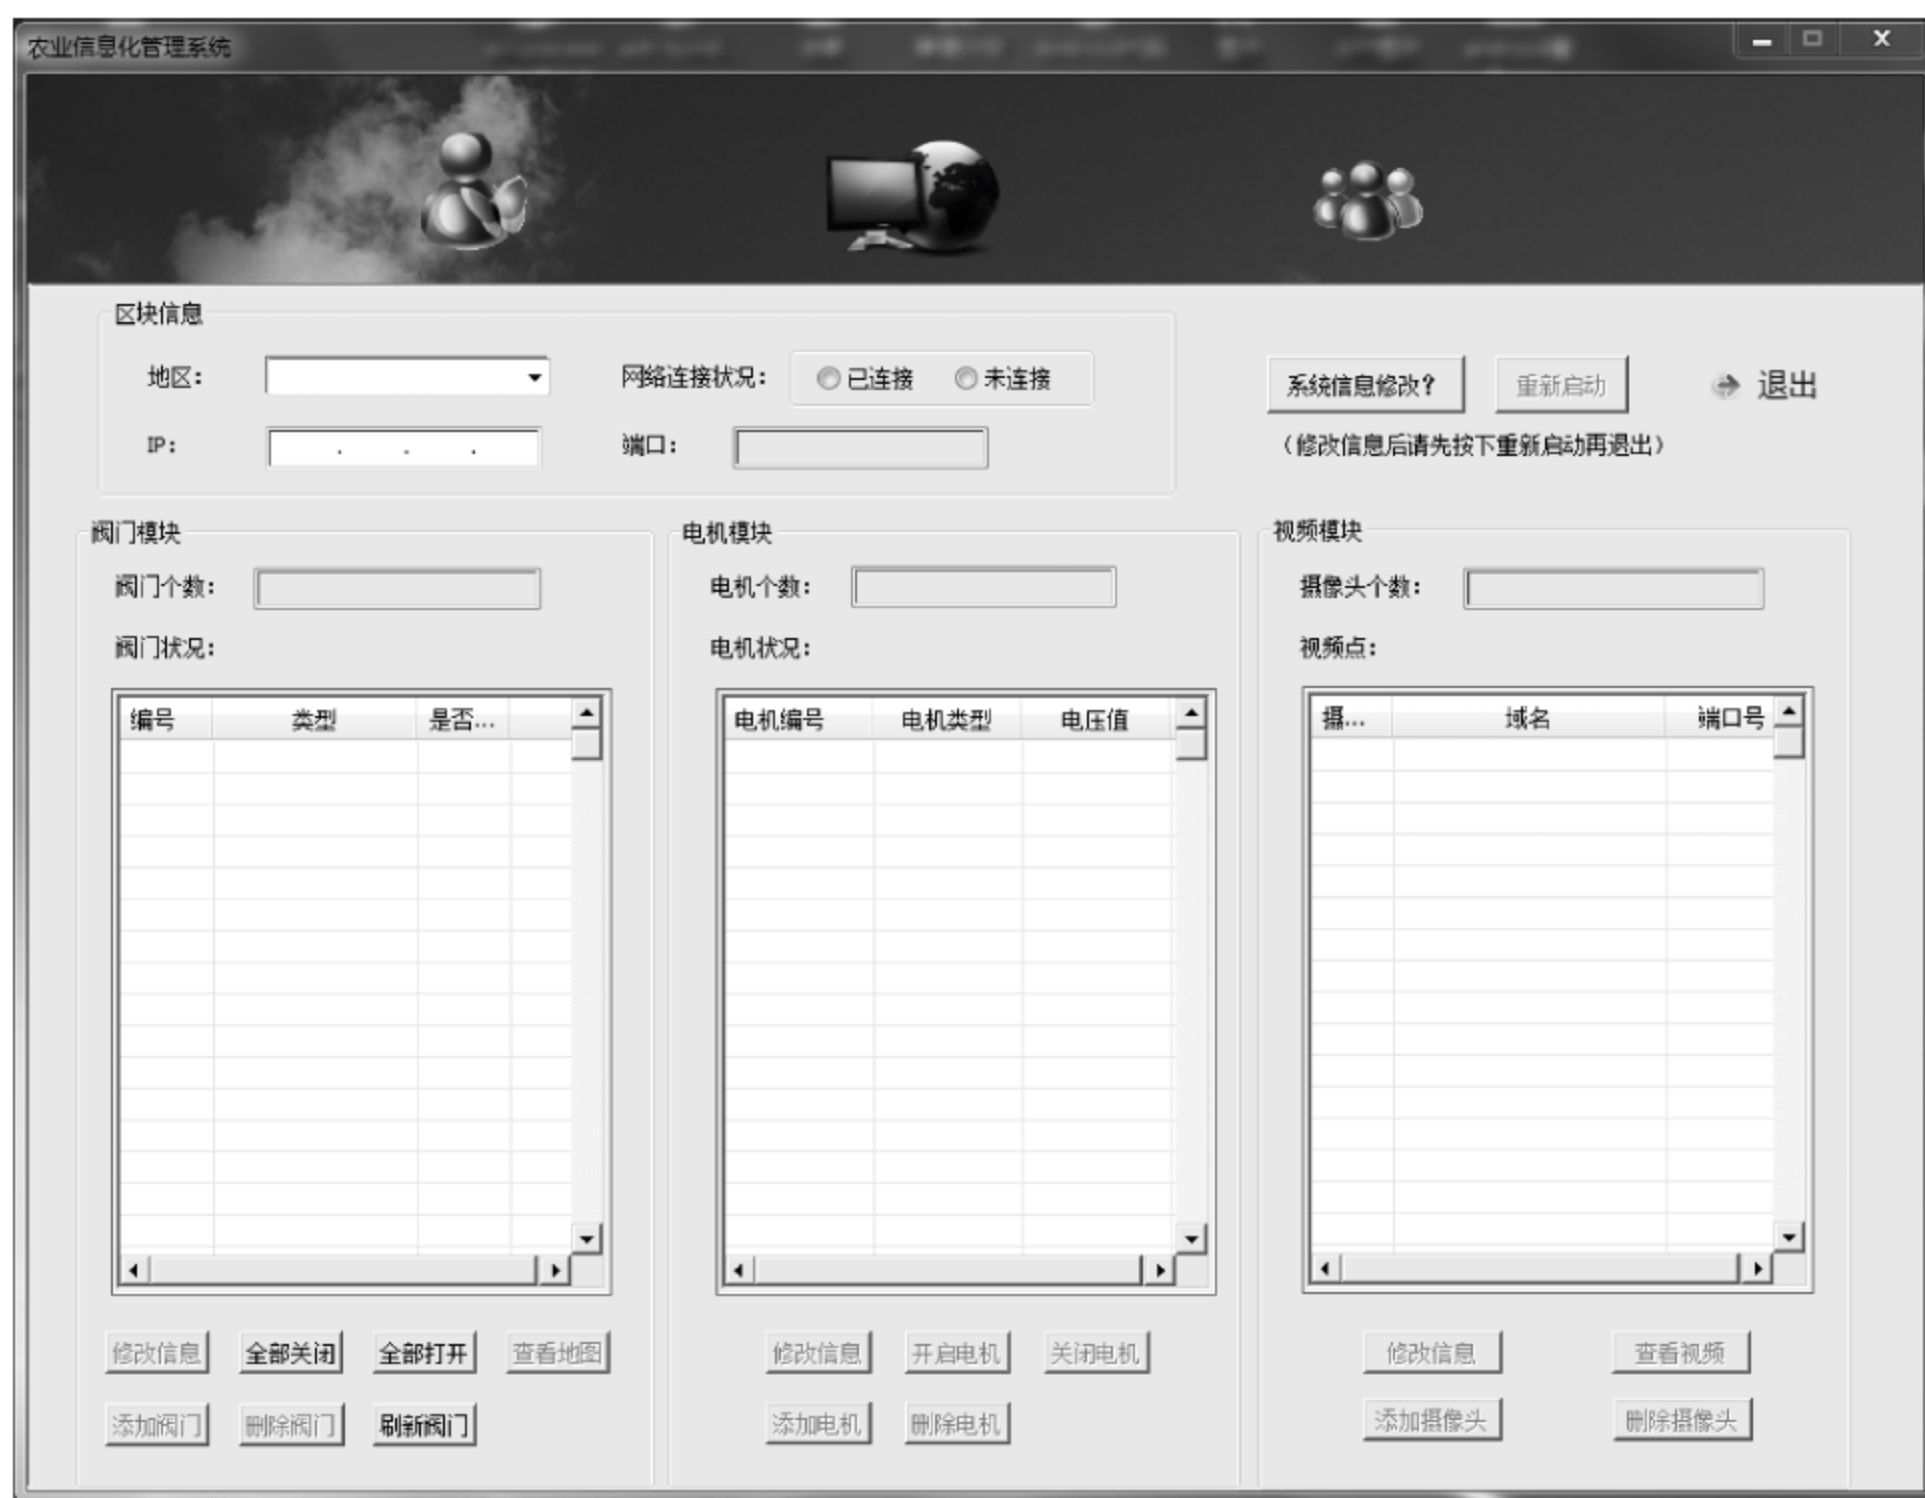 农业信息化管理系统
区块信息
地区：
网络连接状况： 已连接 未连接
系统信息修改？ 重新启动 退出
IP： . . .
端口：
（修改信息后请先按下重新启动再退出）
阀门模块
阀门个数：
阀门状况：
编号 类型 是否...
修改信息 全部关闭 全部打开 查看地图
添加阀门 删除阀门 刷新阀门
电机模块
电机个数：
电机状况：
电机编号 电机类型 电压值
修改信息 开启电机 关闭电机
添加电机 删除电机
视频模块
摄像头个数：
视频点：
摄... 域名 端口号
修改信息 查看视频
添加摄像头 删除摄像头